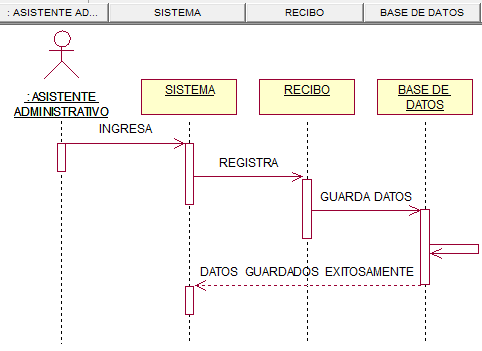 : ASISTENTE AD...
SISTEMA
RECIBO
BASE DE DATOS
: ASISTENTE
ADMINISTRATIVO
SISTEMA
RECIBO
BASE DE
DATOS
INGRESA
REGISTRA
GUARDA DATOS
DATOS GUARDADOS EXITOSAMENTE